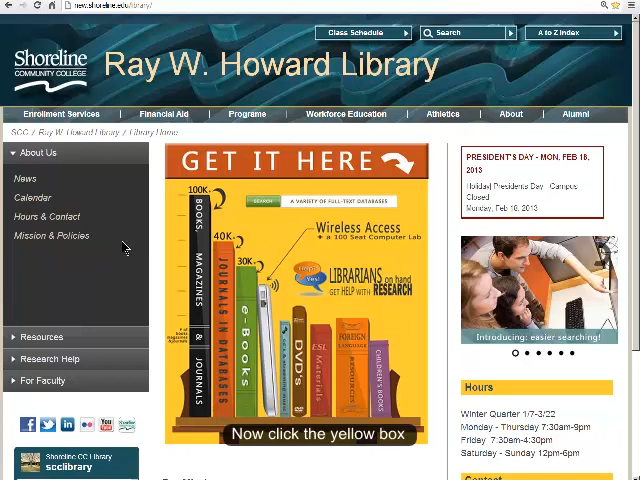 new.shoreline.edu/library/
Shoreline
COMMUNITY COLLEGE
Ray W. Howard Library
Class Schedule
Search
A to Z Index
Enrollment Services
Financial Aid
Programs
Workforce Education
Athletics
About
Alumni
SCC / Ray W. Howard Library / Library Home
About Us
News
Calendar
Hours & Contact
Mission & Policies
Resources
Research Help
For Faculty
You Tube
Shoreline CC Library
scclibrary
GET IT HERE
100K
SEARCH A VARIETY OF FULL-TEXT DATABASES
Wireless Access
+ a 100 Seat Computer Lab
40K
30K
Help?
Yes!
LIBRARIANS on hand
GET HELP with RESEARCH
BOOKS, MAGAZINES & JOURNALS
JOURNALS IN DATABASES
e-Books
DVD's
ESL Materials
FOREIGN LANGUAGE
CHILDREN'S BOOKS
Now click the yellow box
PRESIDENT'S DAY - MON. FEB 18,
2013
Holiday| Presidents Day - Campus
Closed
Monday, Feb 18, 2013
Introducing: easier searching!
Hours
Winter Quarter 1/7-3/22
Monday - Thursday 7:30am-9pm
Friday 7:30am-4:30pm
Saturday - Sunday 12pm-6pm
Contact